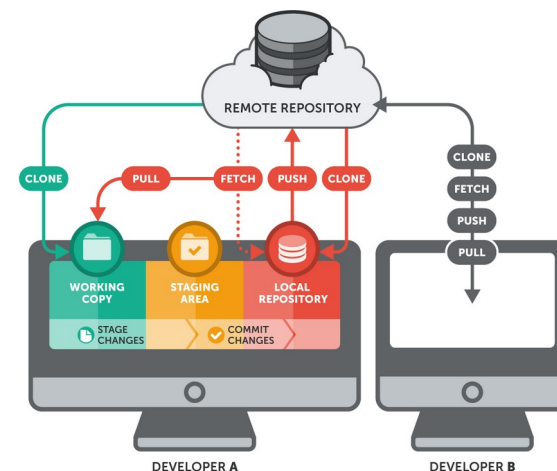 REMOTE REPOSITORY
CLONE
PULL
FETCH
PUSH
CLONE
CLONE
FETCH
PUSH
PULL
WORKING
COPY
STAGING
AREA
LOCAL
REPOSITORY
STAGE
CHANGES
COMMIT
CHANGES
DEVELOPER A
DEVELOPER B